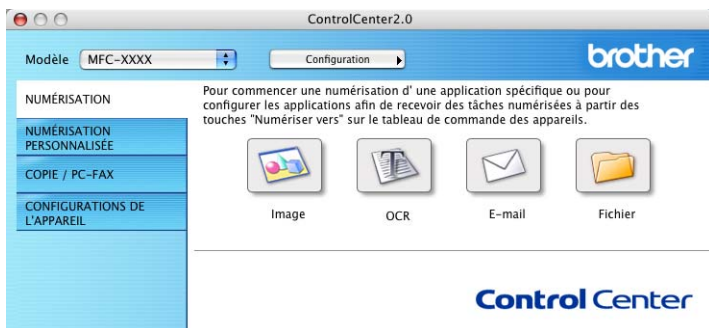 ControlCenter2.0
Modèle MFC-XXXX Configuration brother
NUMÉRISATION
NUMÉRISATION
PERSONNALISÉE
COPIE / PC-FAX
CONFIGURATIONS DE
L'APPAREIL
Pour commencer une numérisation d' une application spécifique ou pour
configurer les applications afin de recevoir des tâches numérisées à partir des
touches "Numériser vers" sur le tableau de commande des appareils.
Image OCR E-mail Fichier
Control Center